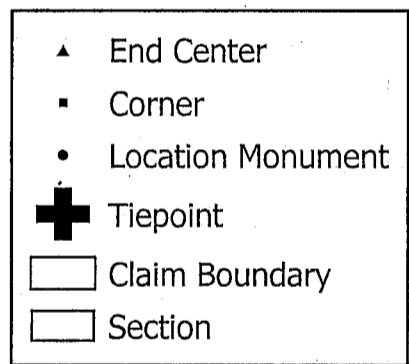 End Center
Corner
Location Monument
Tiepoint
Claim Boundary
Section